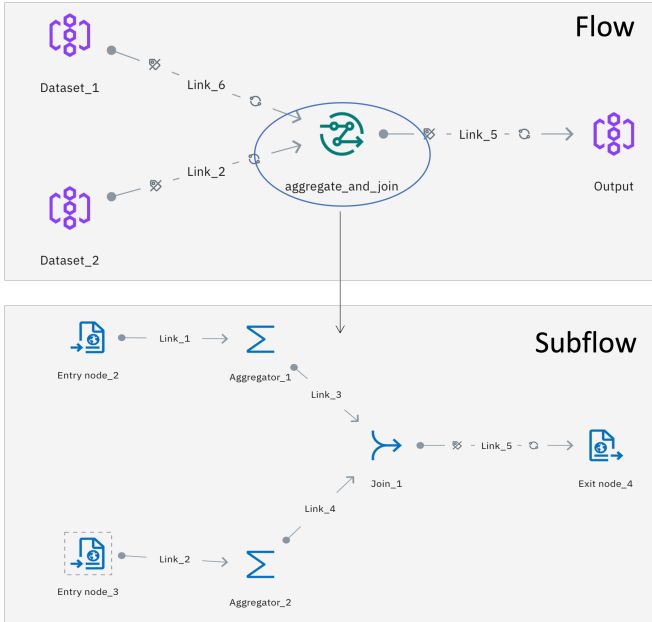 Flow
Dataset_1
Link_6
Link_5
Link_2
aggregate_and_join
Output
Dataset_2
Subflow
Link_1
Entry node_2
Aggregator_1
Link_3
Link_5
Join_1
Exit node_4
Link_4
Link_2
Entry node_3
Aggregator_2